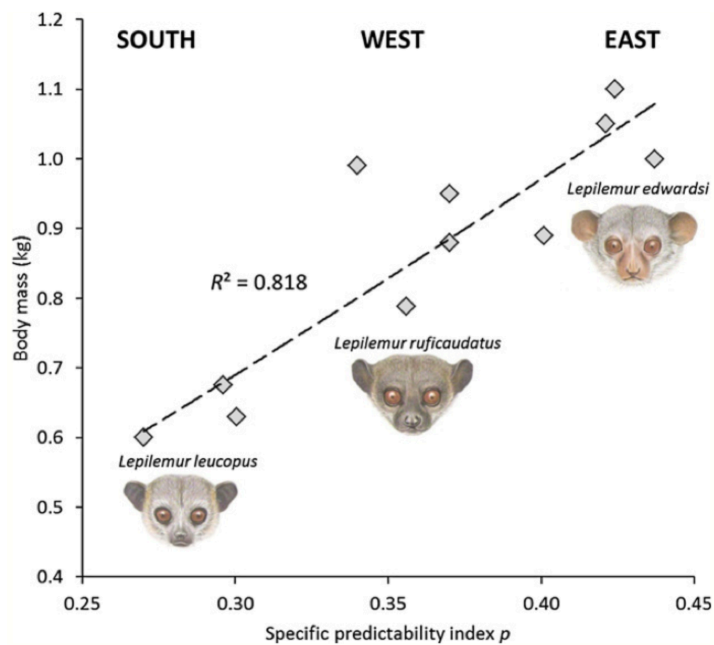 1.2
SOUTH WEST EAST
1.1
1.0
Lepilemur edwardsi
0.9
Body mass (kg)
R² = 0.818
0.8
Lepilemur ruficaudatus
0.7
0.6
Lepilemur leucopus
0.5
0.4
0.25 0.30 0.35 0.40 0.45
Specific predictability index p